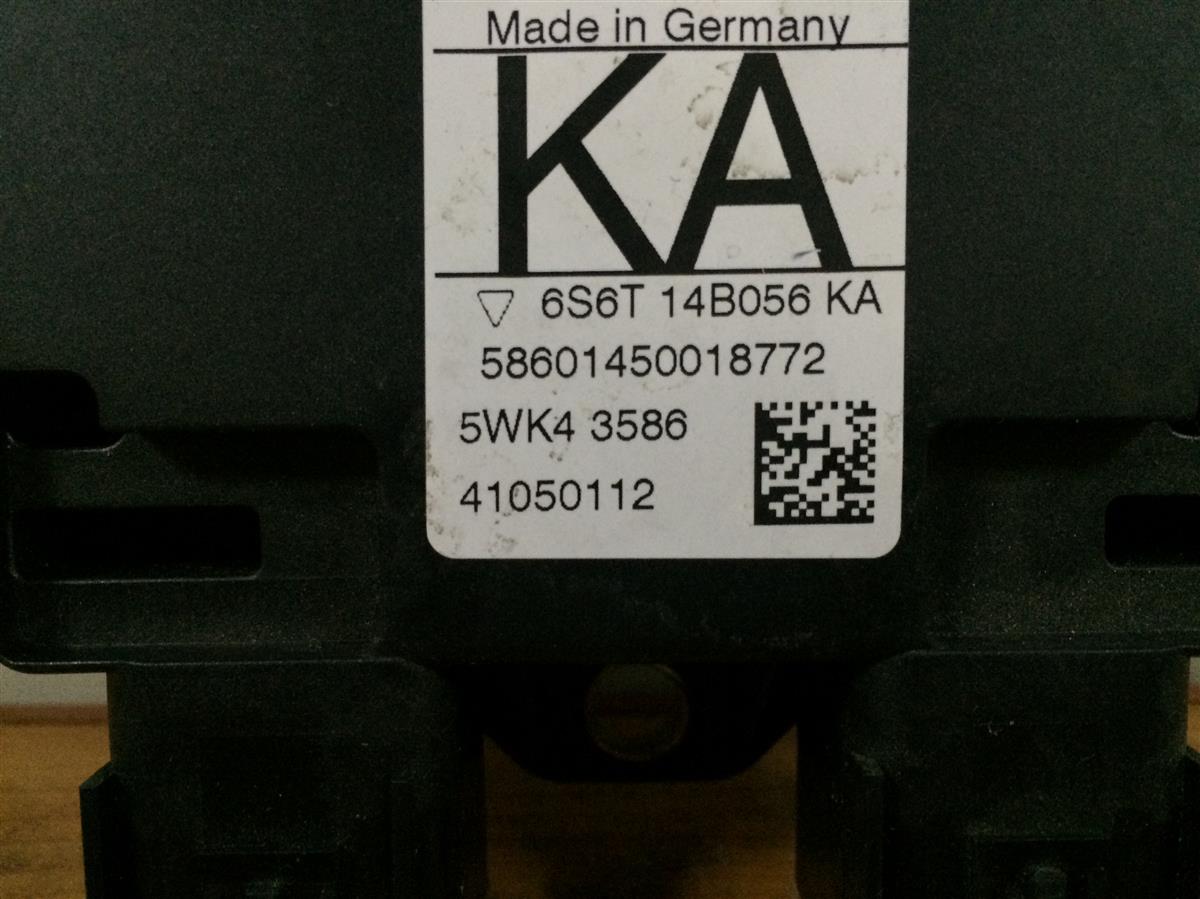 Made in Germany
KA
6S6T 14B056 KA
58601450018772
5WK4 3586
41050112